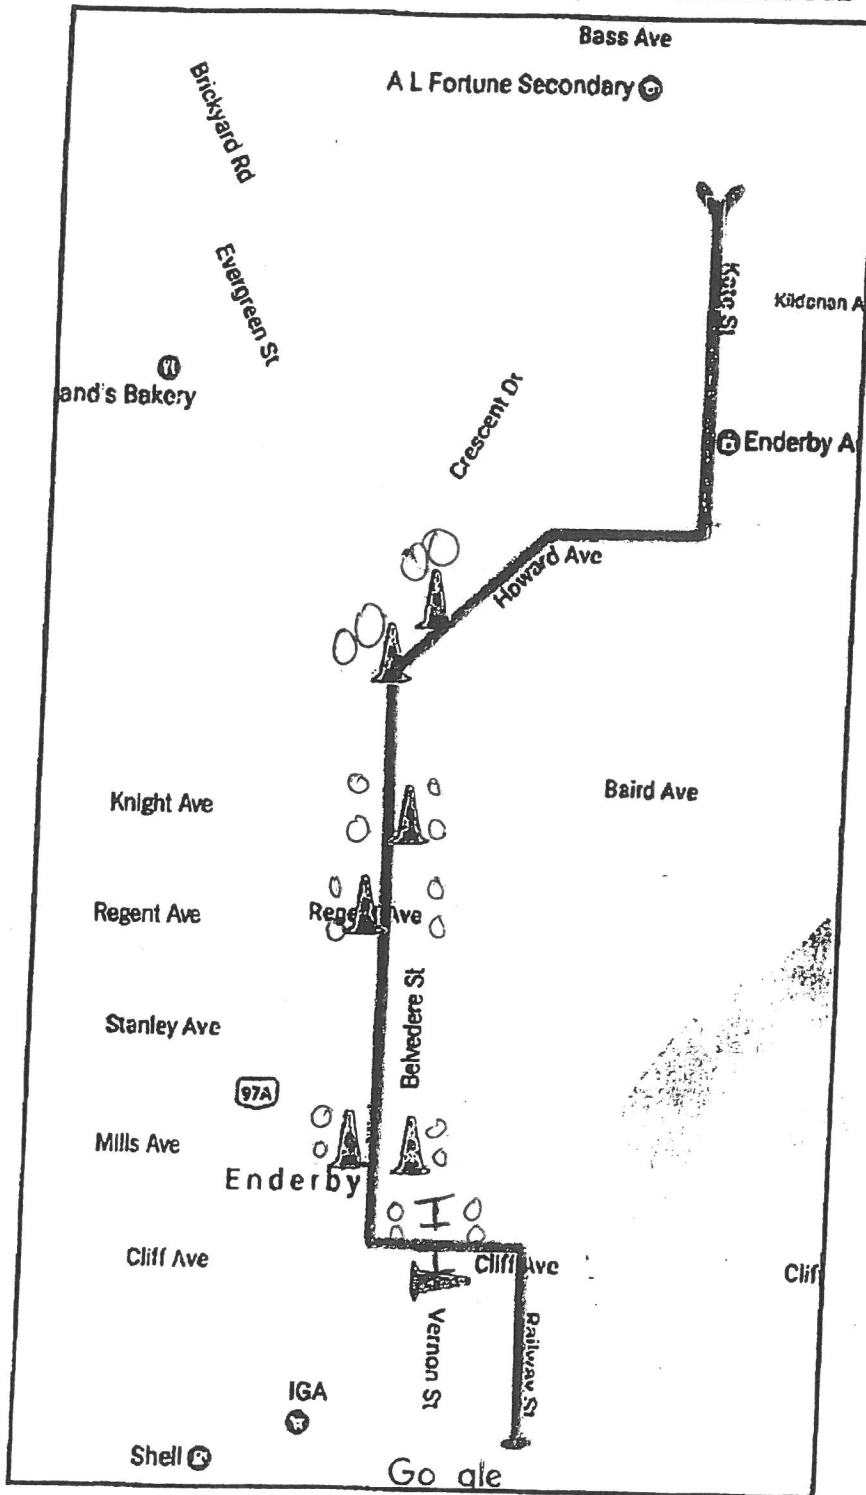 Bass Ave
A L Fortune Secondary
Brickyard Rd
Evergreen St
Kate St
Kildonan A
and's Bakery
Crescent Dr
Enderby A
Howard Ave
Knight Ave
Baird Ave
Regent Ave
Regent Ave
Belvedere St
Stanley Ave
97A
Mills Ave
Enderby
Cliff Ave
Cliff Ave
Clif
Vernon St
Railway St
IGA
Shell
Go gle